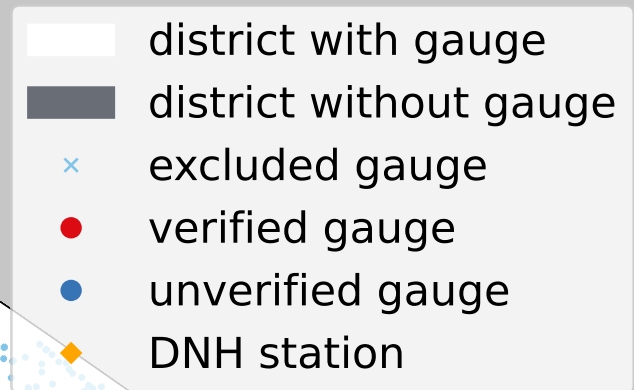 district with gauge
district without gauge
excluded gauge
verified gauge
unverified gauge
DNH station